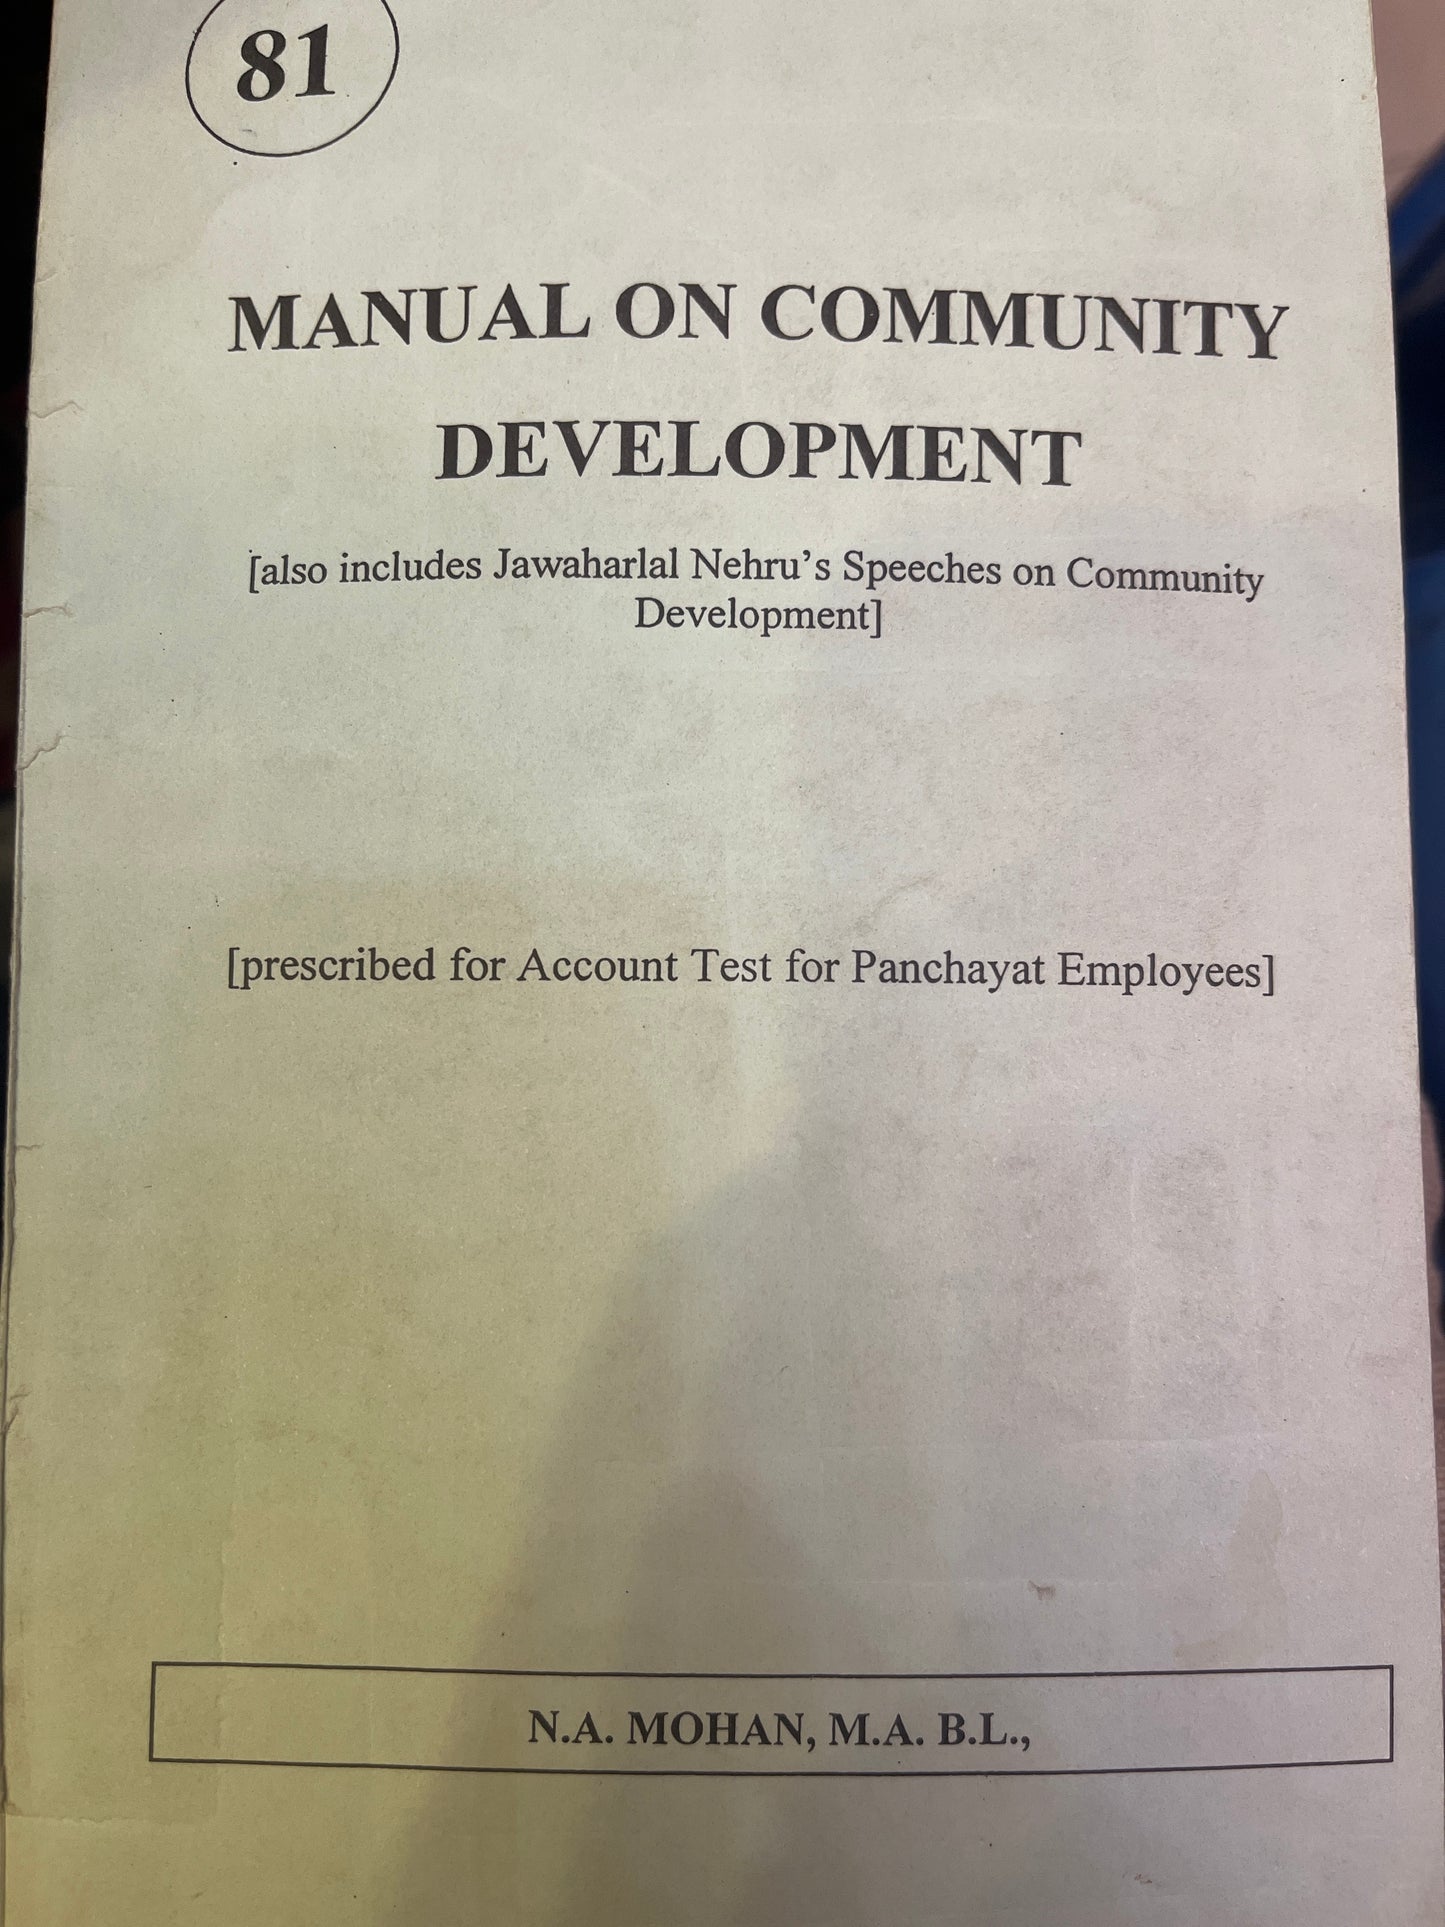 81
MANUAL ON COMMUNITY
DEVELOPMENT
[also includes Jawaharlal Nehru's Speeches on Community
Development]
[prescribed for Account Test for Panchayat Employees]
N.A. MOHAN, M.A. B.L.,